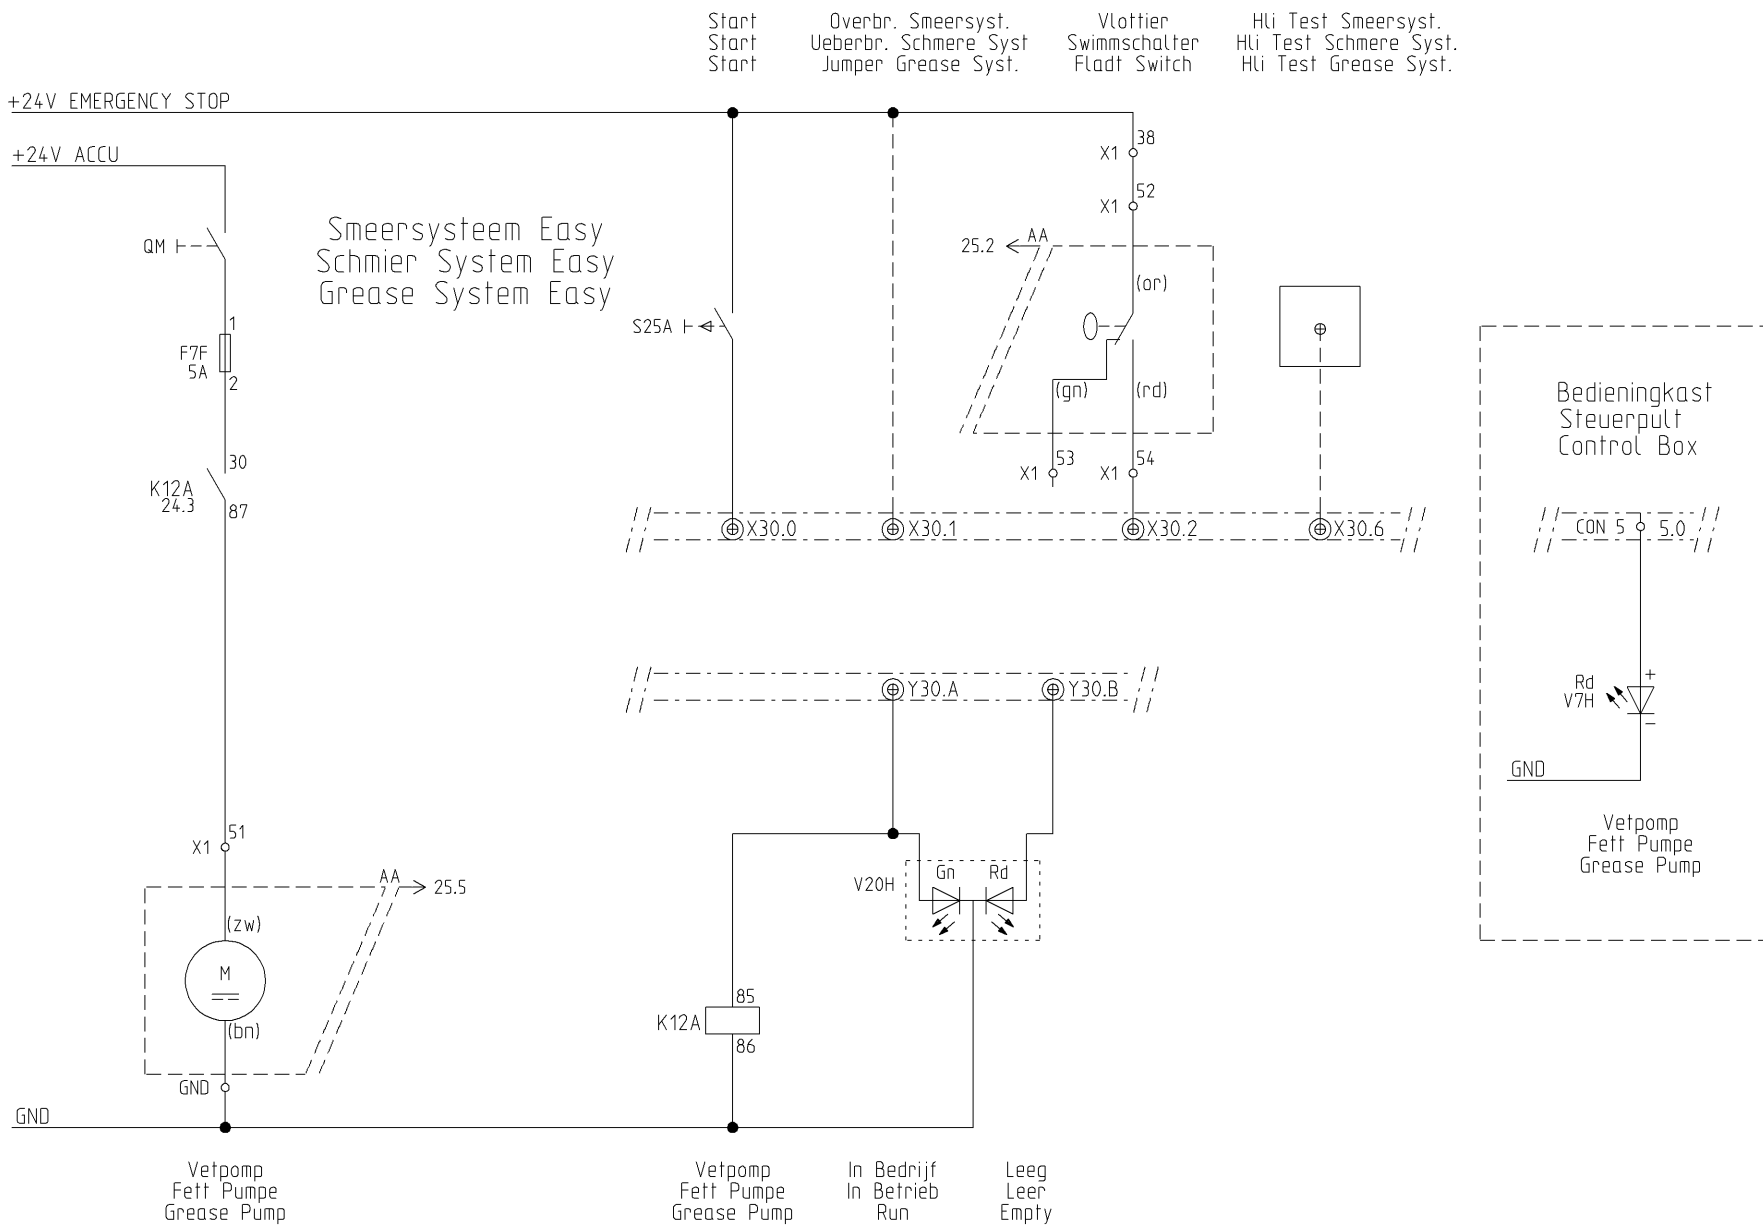 Start
Start
Start
Overbr. Smeersyst.
Ueberbr. Schmere Syst
Jumper Grease Syst.
Vlottier
Swimmschalter
Fladt Switch
Hli Test Smeersyst.
Hli Test Schmere Syst.
Hli Test Grease Syst.
+24V EMERGENCY STOP
+24V ACCU
38
X1
52
X1
Smeersysteem Easy
Schmier System Easy
Grease System Easy
QM
25.2
AA
(or)
S25A
1
F7F
5A
2
(gn)
(rd)
Bedieningkast
Steuerpult
Control Box
30
K12A
24.3
87
53
X1
54
X1
X30.0
X30.1
X30.2
X30.6
CON 5
5.0
Y30.A
Y30.B
+
Rd
V7H
-
GND
Vetpomp
Fett Pumpe
Grease Pump
51
X1
AA
25.5
V20H
Gn
Rd
(zw)
M
(bn)
GND
85
K12A
86
GND
Vetpomp
Fett Pumpe
Grease Pump
Vetpomp
Fett Pumpe
Grease Pump
In Bedrijf
In Betrieb
Run
Leeg
Leer
Empty